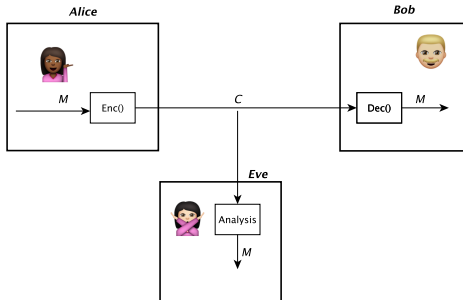 Alice
Bob
M
Enc()
C
Dec()
M
Eve
Analysis
M